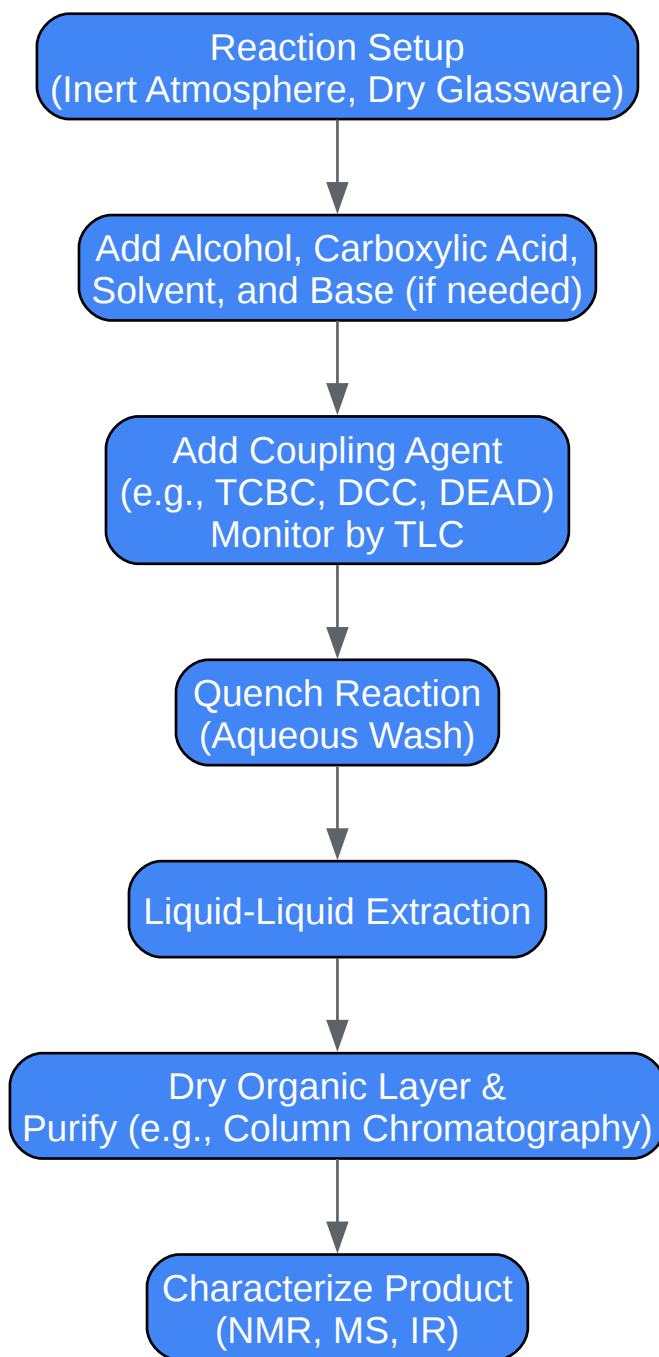 Reaction Setup
(Inert Atmosphere, Dry Glassware)
Add Alcohol, Carboxylic Acid,
Solvent, and Base (if needed)
Add Coupling Agent
(e.g., TCBC, DCC, DEAD)
Monitor by TLC
Quench Reaction
(Aqueous Wash)
Liquid-Liquid Extraction
Dry Organic Layer &
Purify (e.g., Column Chromatography)
Characterize Product
(NMR, MS, IR)